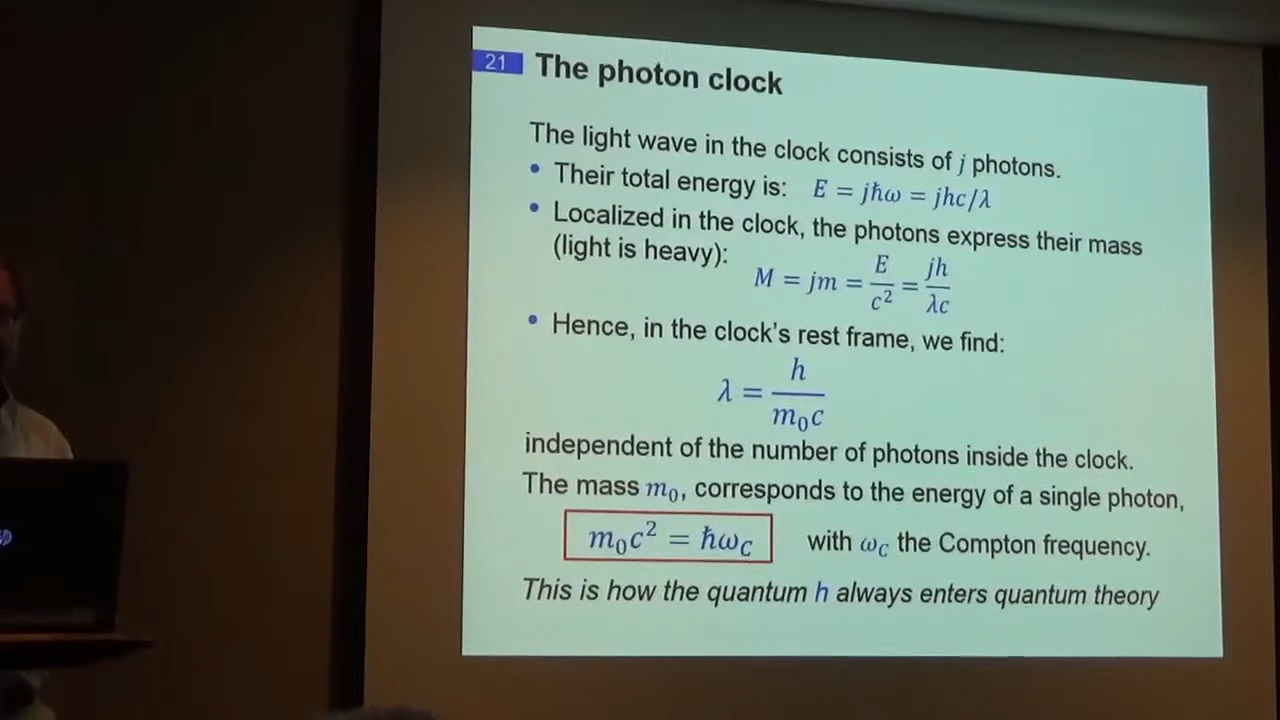 21 The photon clock
The light wave in the clock consists of j photons.
• Their total energy is: E = jħω = jhc/λ
• Localized in the clock, the photons express their mass
(light is heavy): M = jm = E/c² = jh/λc
• Hence, in the clock's rest frame, we find:
λ = h/m₀c
independent of the number of photons inside the clock.
The mass m₀, corresponds to the energy of a single photon,
m₀c² = ħω_C with ω_C the Compton frequency.
This is how the quantum h always enters quantum theory